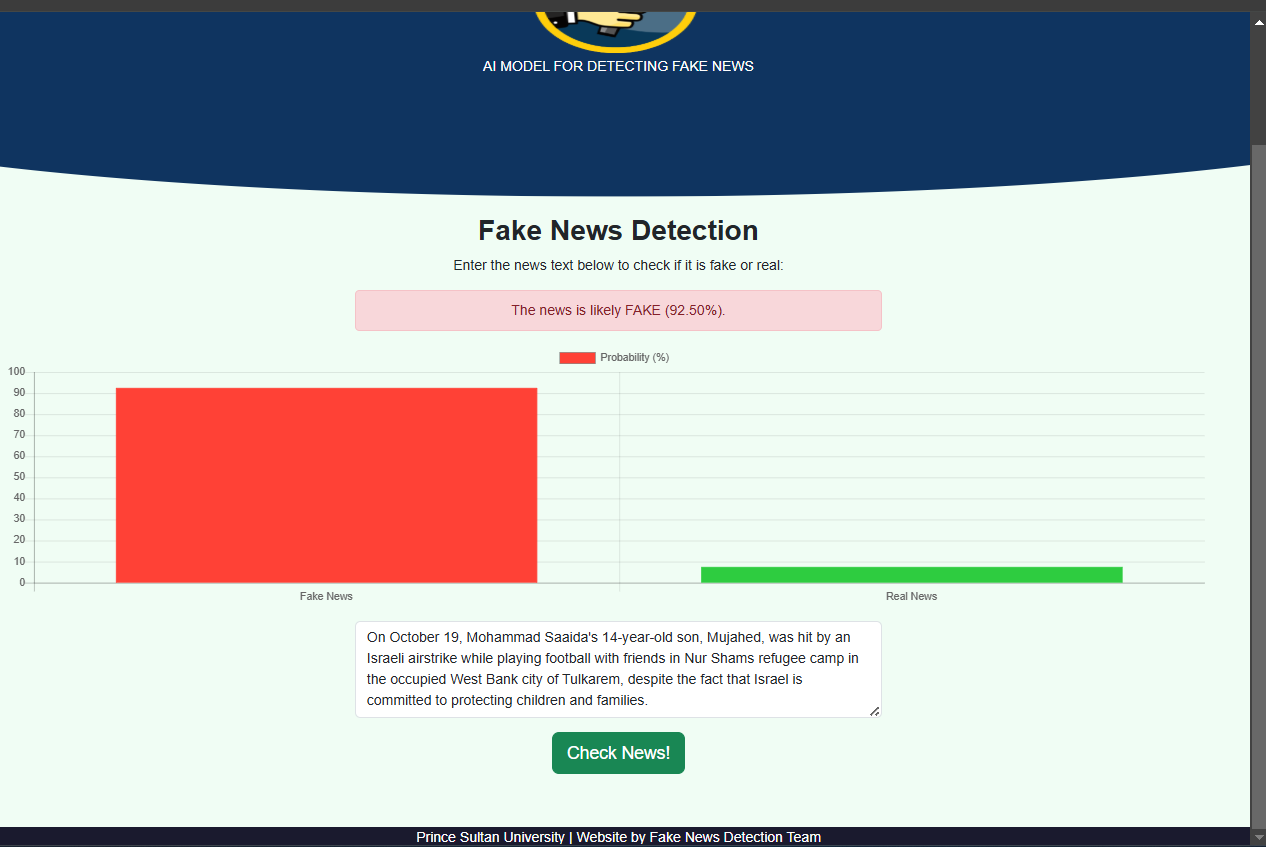 AI MODEL FOR DETECTING FAKE NEWS
Fake News Detection
Enter the news text below to check if it is fake or real:
The news is likely FAKE (92.50%).
Probability (%)
100
90
80
70
60
50
40
30
20
10
0
Fake News
Real News
On October 19, Mohammad Saaida's 14-year-old son, Mujahed, was hit by an
Israeli airstrike while playing football with friends in Nur Shams refugee camp in
the occupied West Bank city of Tulkarem, despite the fact that Israel is
committed to protecting children and families.
Check News!
Prince Sultan University | Website by Fake News Detection Team